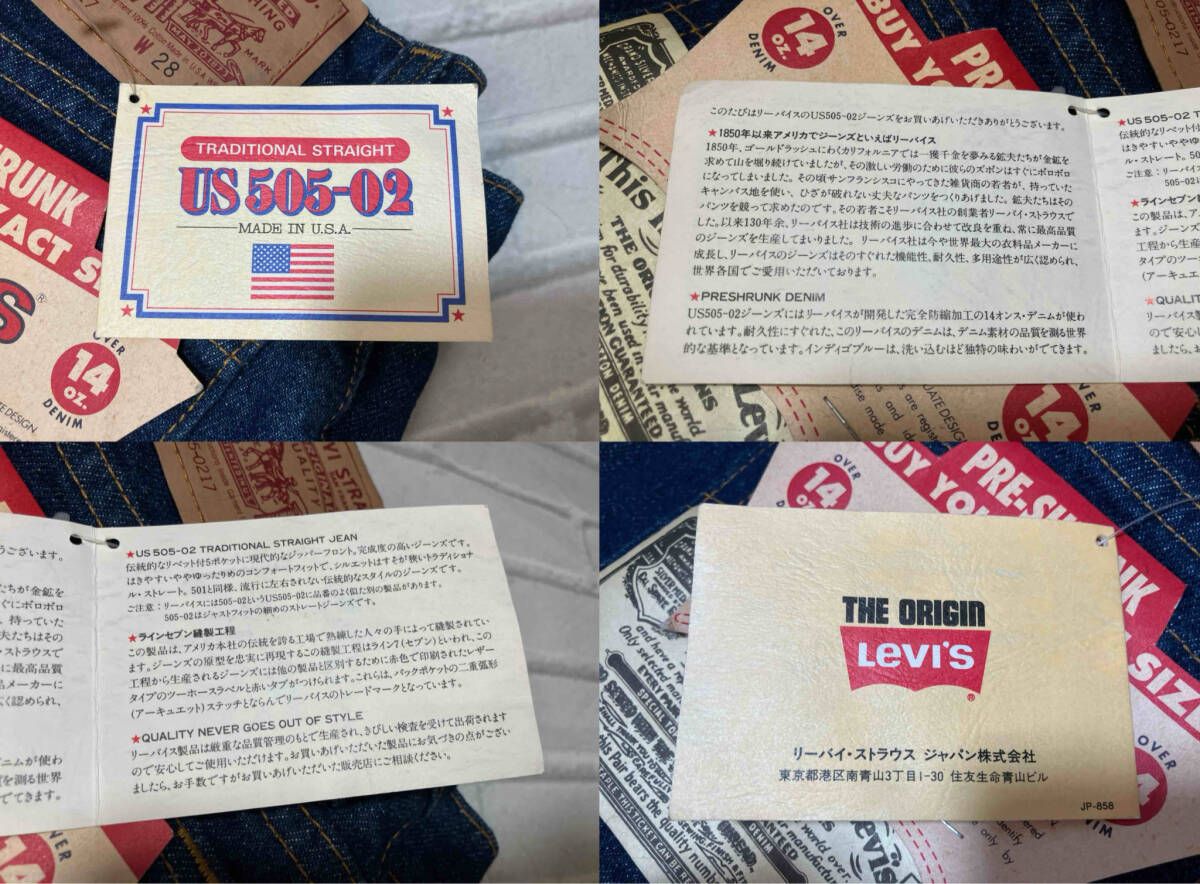 THING
MARK
W 28
TRADITIONAL STRAIGHT
US 505-02
MADE IN U.S.A.
RUNK
OVER
14
OZ.
DENIM
OVER
14
OZ.
DENIM
BUY YO
PRE-
このたびはリーバイスのUS505-02ジーンズをお買いあげいただきありがとうございます。
★1850年以来アメリカでジーンズといえばリーバイス
1850年、ゴールドラッシュにわくカリフォルニアでは一獲千金を夢みる鉱夫たちが金鉱を
求めて山を堀り続けていましたが、その激しい労働のために彼らのズボンはすぐにボロボロ
になってしまいました。その頃サンフランシスコにやってきた雑貨商の若者が、持っていた
キャンバス地を使い、ひざが破れない丈夫なパンツをつくりあげました。鉱夫たちはその
パンツを競って求めたのです。その若者こそリーバイス社の創業者リーバイ・ストラウスで
した。以来130年余、リーバイス社は技術の進歩に合わせて改良を重ね、常に最高品質
のジーンズを生産してまいりました。リーバイス社は今や世界最大の衣料品メーカーに
成長し、リーバイスのジーンズはそのすぐれた機能性、耐久性、多用途性が広く認められ、
世界各国でご愛用いただいております。
★PRESHRUNK DENIM
US505-02ジーンズにはリーバイスが開発した完全防縮加工の14オンス・デニムが使わ
れています。耐久性にすぐれた、このリーバイスのデニムは、デニム素材の品質を測る世界
的な基準となっています。インディゴブルーは、洗い込むほど独特の味わいがでてきます。
OVER
14
OZ.
DENIM
5-0217
VI STRA
QUALITY
★US 505-02 TRADITIONAL STRAIGHT JEAN
伝統的なリベット付5ポケットに現代的なジッパーフロント。完成度の高いジーンズです。
はきやすいややゆったりめのコンフォートフィットで、シルエットはすそが狭いトラディショナ
ル・ストレート。501と同様、流行に左右されない伝統的なスタイルのジーンズです。
ご注意：リーバイスには505-02というUS505-02に品番のよく似た別の製品があります。
505-02はジャストフィットの細めのストレートジーンズです。
★ラインセブン縫製工程
この製品は、アメリカ本社の伝統を誇る工場で熟練した人々の手によって縫製されてい
ます。ジーンズの原型を忠実に再現するこの縫製工程はライン7(セブン)といわれ、この
工程から生産されるジーンズには他の製品と区別するために赤色で印刷されたレザー
タイプのツーホースラベルと赤いタブがつけられます。これらは、バックポケットの二重弧形
(アーキュエット)ステッチとならんでリーバイスのトレードマークとなっています。
★QUALITY NEVER GOES OUT OF STYLE
リーバイス製品は厳重な品質管理のもとで生産され、きびしい検査を受けて出荷されます
ので安心してご使用いただけます。お買いあげいただいた製品にお気づきの点がござい
ましたら、お手数ですがお買いあげいただいた販売店にご相談ください。
OVER
14
OZ.
DENIM
OVER
14
THE ORIGIN
LEVI'S
®
リーバイ・ストラウス ジャパン株式会社
東京都港区南青山3丁目1-30 住友生命青山ビル
JP-858